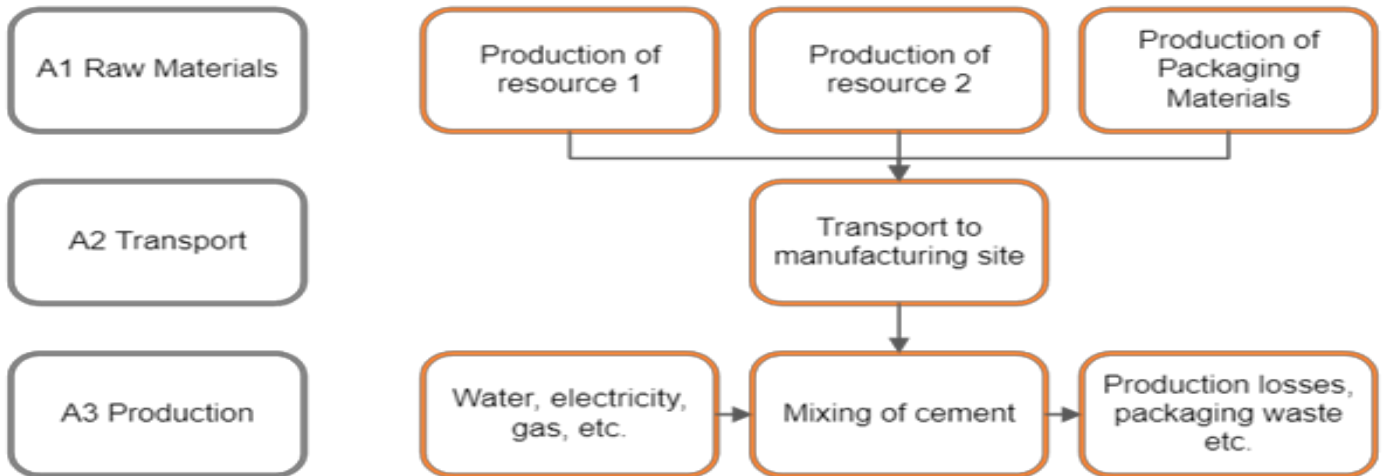 A1 Raw Materials
Production of
resource 1
Production of
resource 2
Production of
Packaging
Materials
A2 Transport
Transport to
manufacturing site
A3 Production
Water, electricity,
gas, etc.
Mixing of cement
Production losses,
packaging waste
etc.